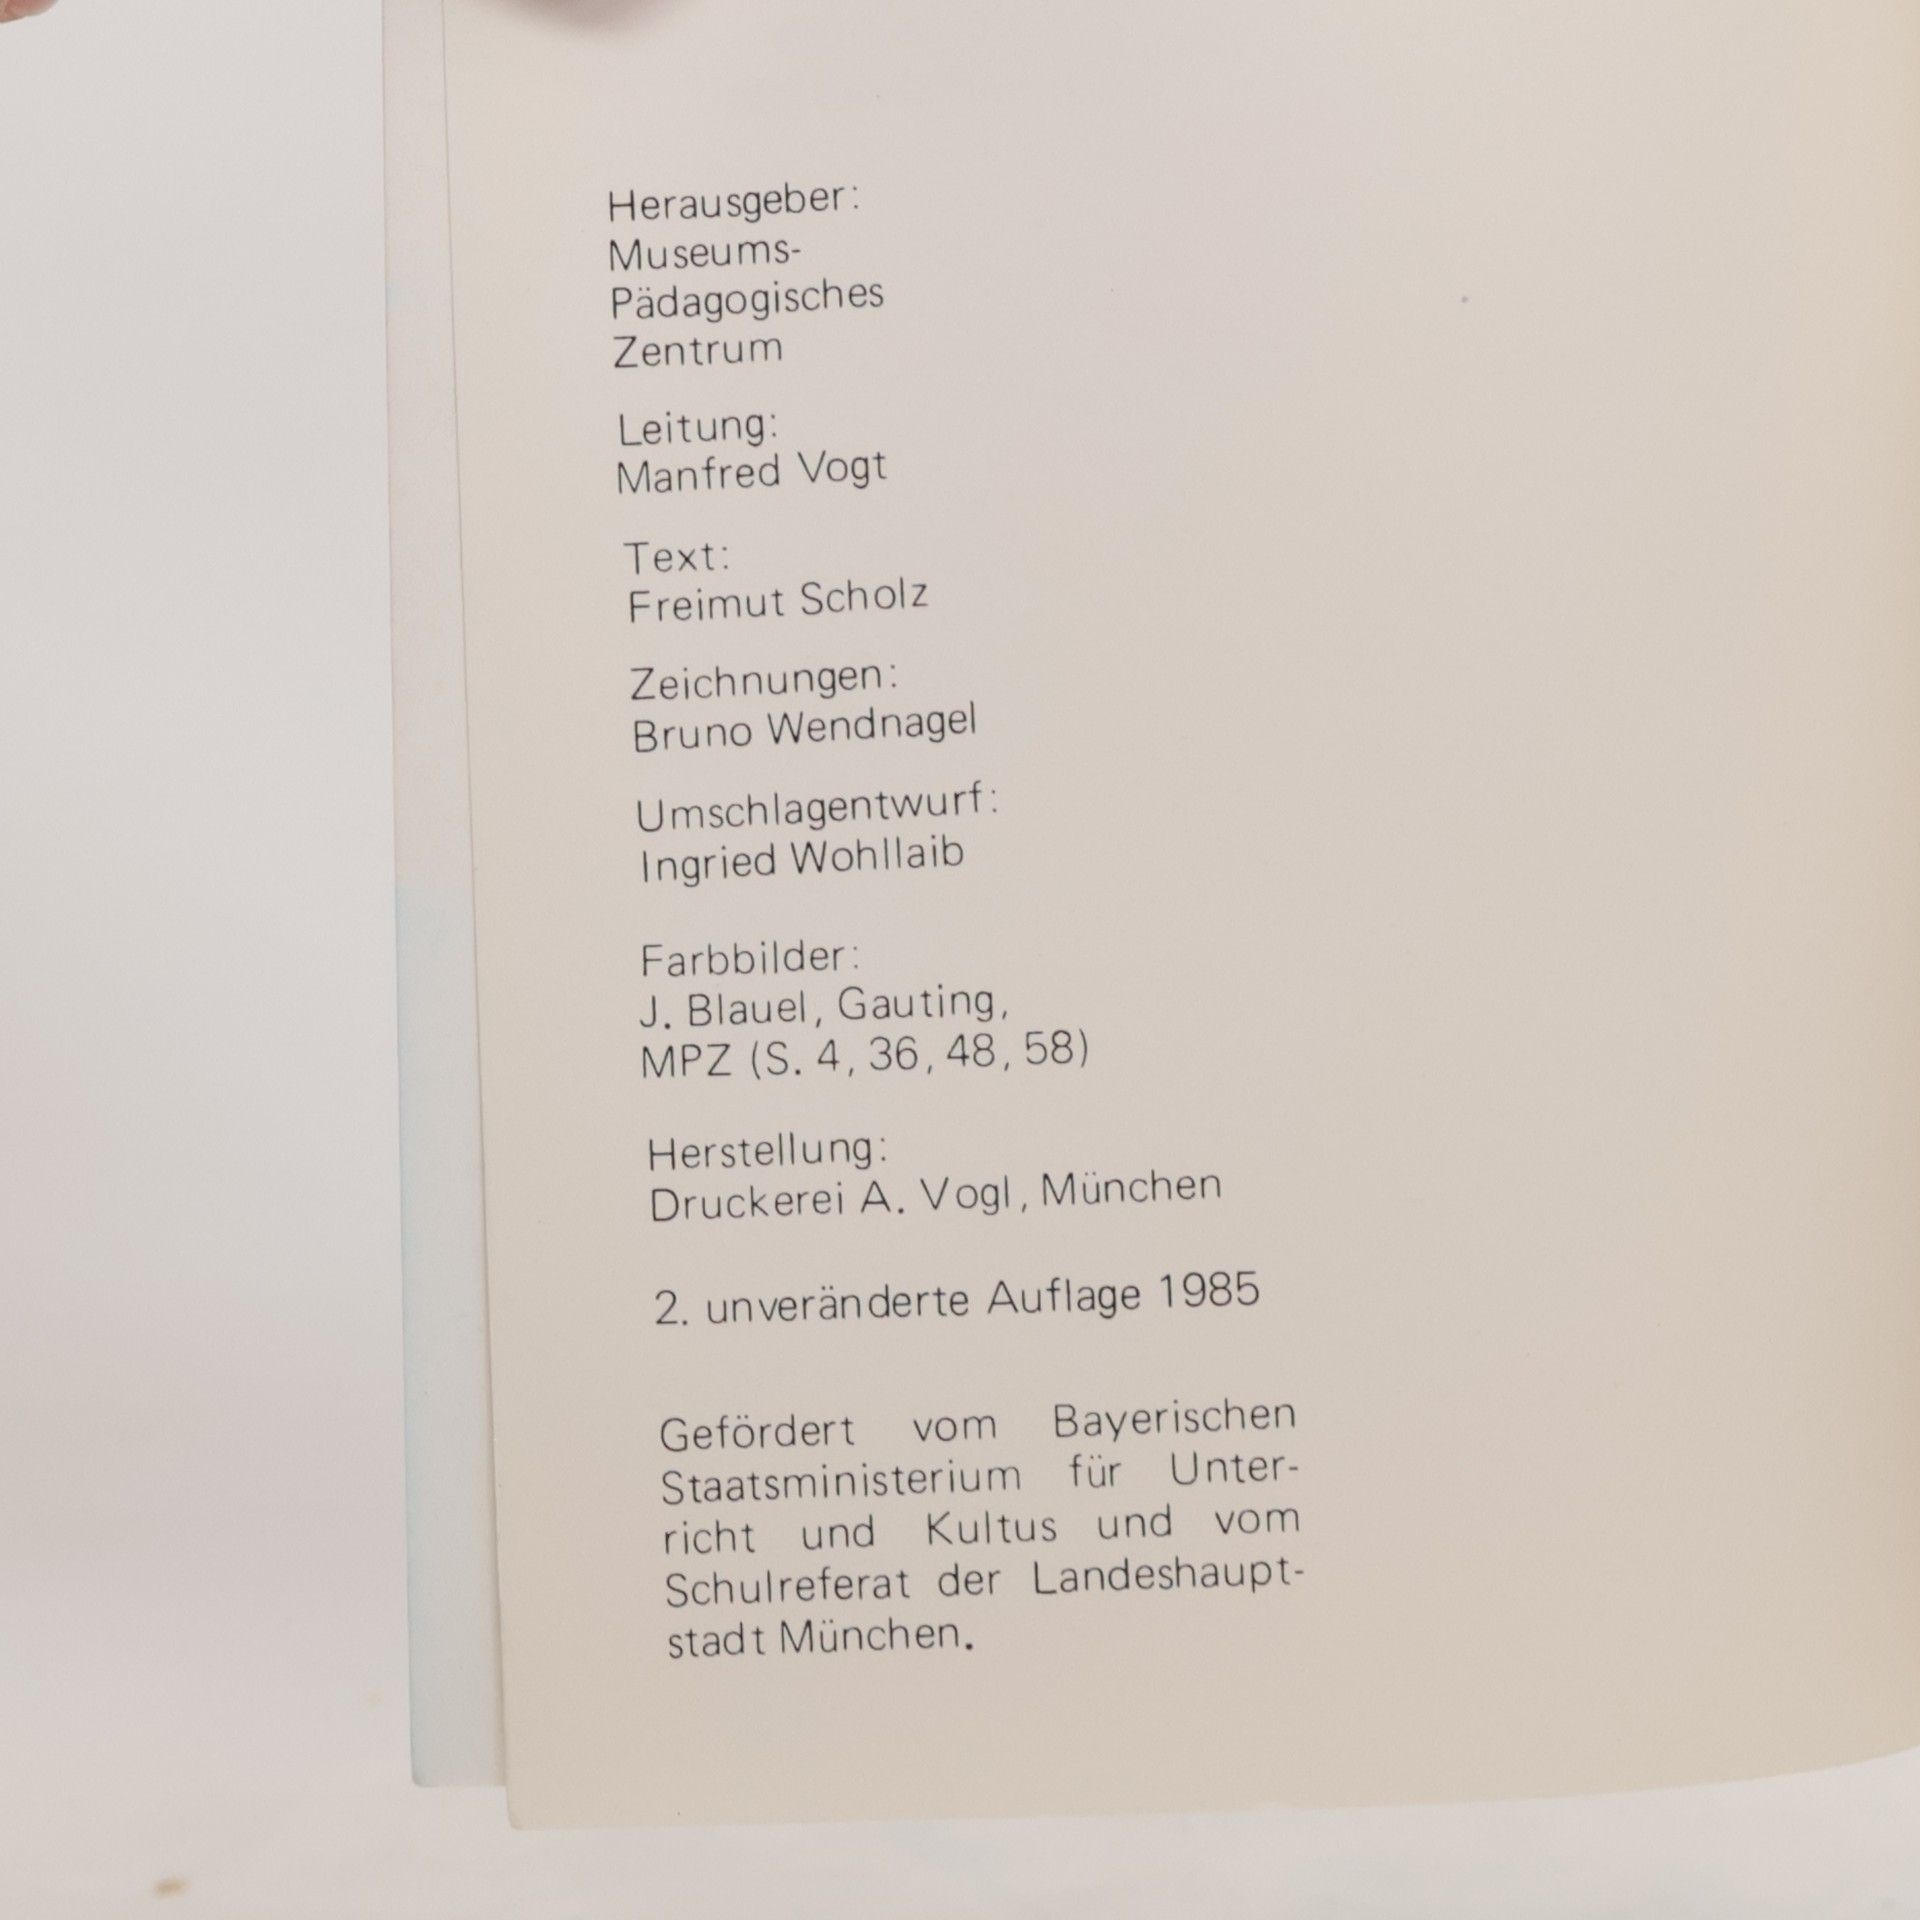 Herausgeber:
Museums-
Pädagogisches
Zentrum
Leitung:
Manfred Vogt
Text:
Freimut Scholz
Zeichnungen:
Bruno Wendnagel
Umschlagentwurf:
Ingried Wohllaib
Farbbilder:
J. Blauel, Gauting,
MPZ (S. 4, 36, 48, 58)
Herstellung:
Druckerei A. Vogl, München
2. unveränderte Auflage 1985
Gefördert vom Bayerischen
Staatsministerium für Unter-
richt und Kultus und vom
Schulreferat der Landeshaupt-
stadt München.